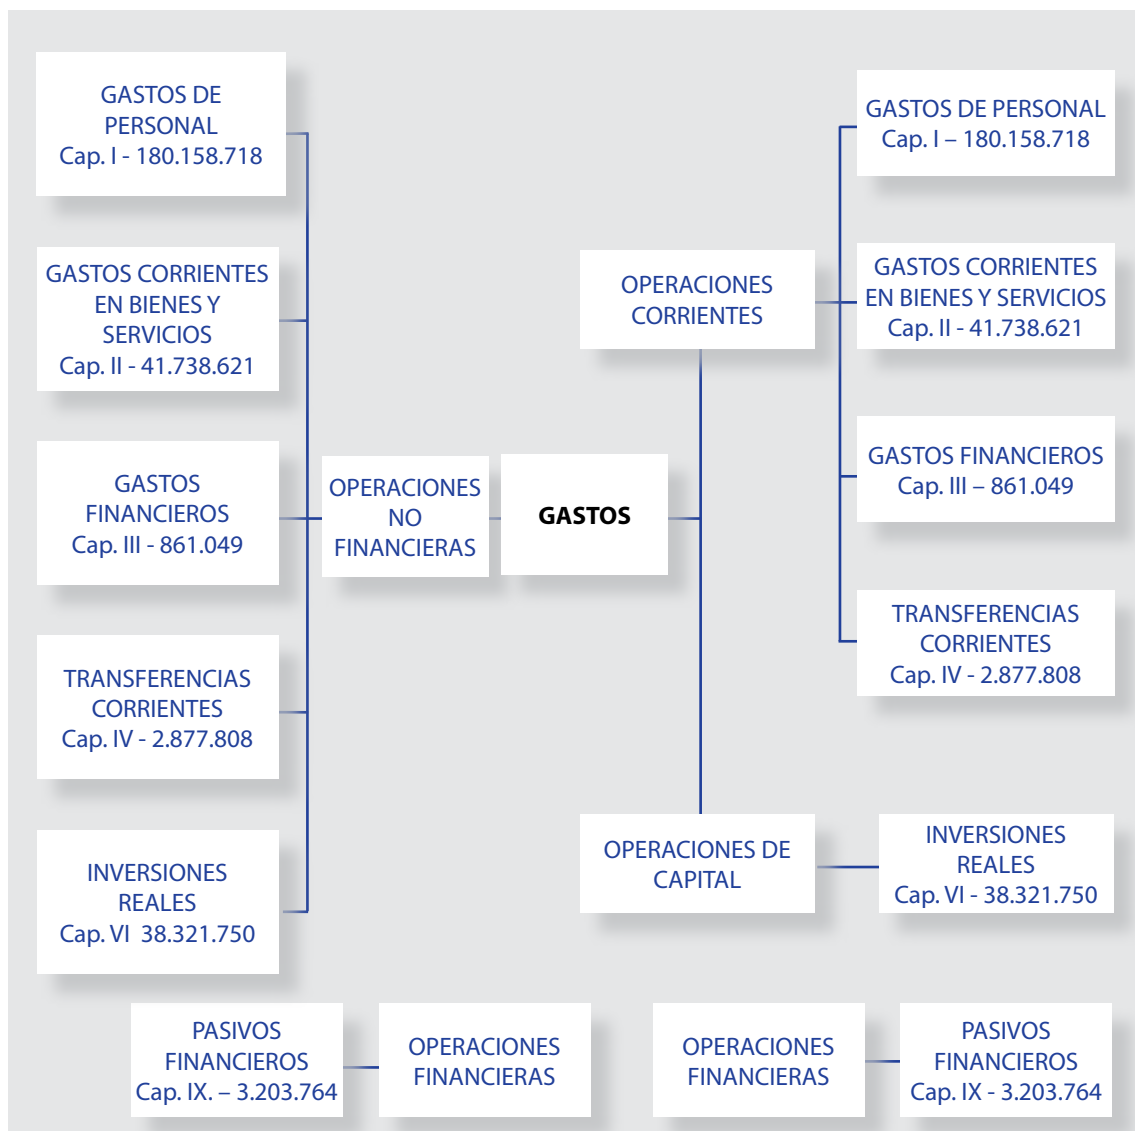 GASTOS DE
PERSONAL
Cap. I - 180.158.718
GASTOS CORRIENTES
EN BIENES Y
SERVICIOS
Cap. II - 41.738.621
GASTOS
FINANCIEROS
Cap. III - 861.049
TRANSFERENCIAS
CORRIENTES
Cap. IV - 2.877.808
INVERSIONES
REALES
Cap. VI 38.321.750
OPERACIONES
NO
FINANCIERAS
GASTOS
OPERACIONES
CORRIENTES
GASTOS DE PERSONAL
Cap. I – 180.158.718
GASTOS CORRIENTES
EN BIENES Y SERVICIOS
Cap. II - 41.738.621
GASTOS FINANCIEROS
Cap. III – 861.049
TRANSFERENCIAS
CORRIENTES
Cap. IV - 2.877.808
OPERACIONES DE
CAPITAL
INVERSIONES
REALES
Cap. VI - 38.321.750
PASIVOS
FINANCIEROS
Cap. IX. – 3.203.764
OPERACIONES
FINANCIERAS
OPERACIONES
FINANCIERAS
PASIVOS
FINANCIEROS
Cap. IX - 3.203.764